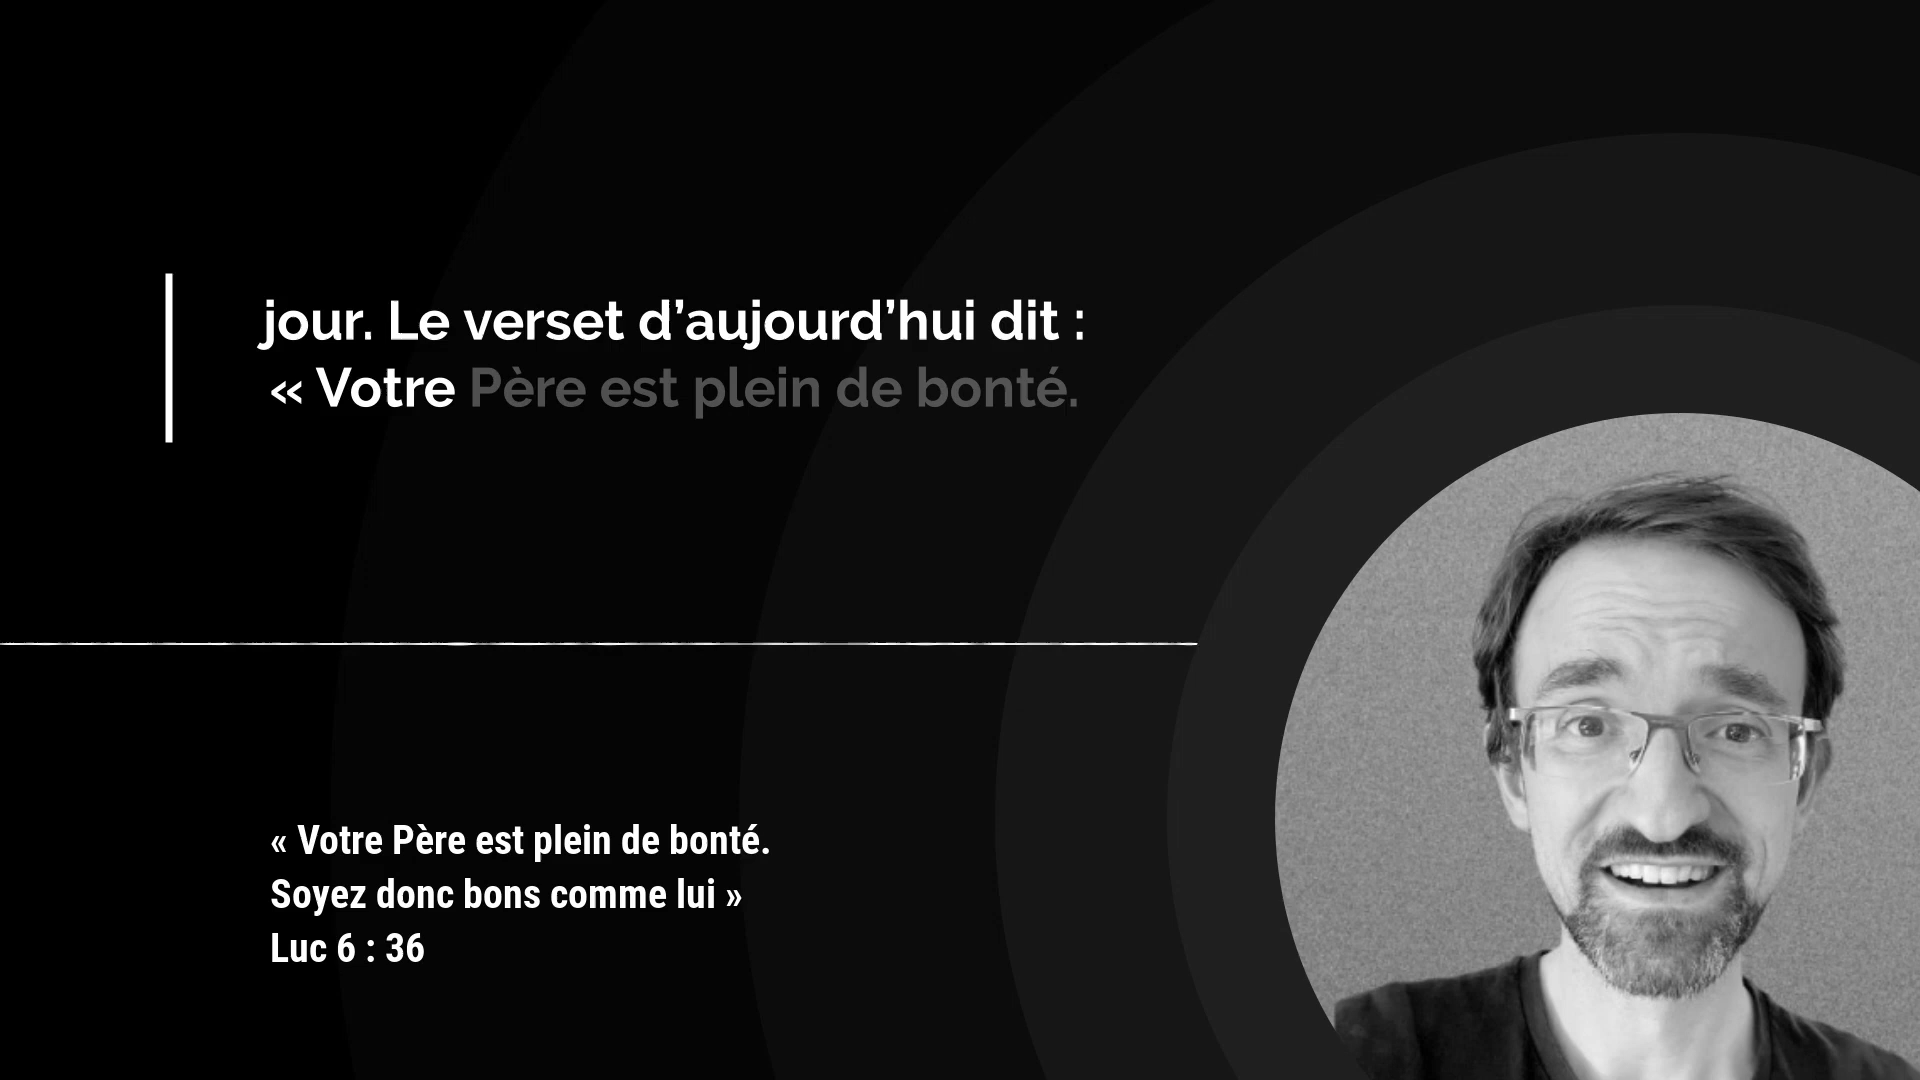 jour. Le verset d’aujourd’hui dit :
« Votre Père est plein de bonté.
« Votre Père est plein de bonté.
Soyez donc bons comme lui »
Luc 6 : 36